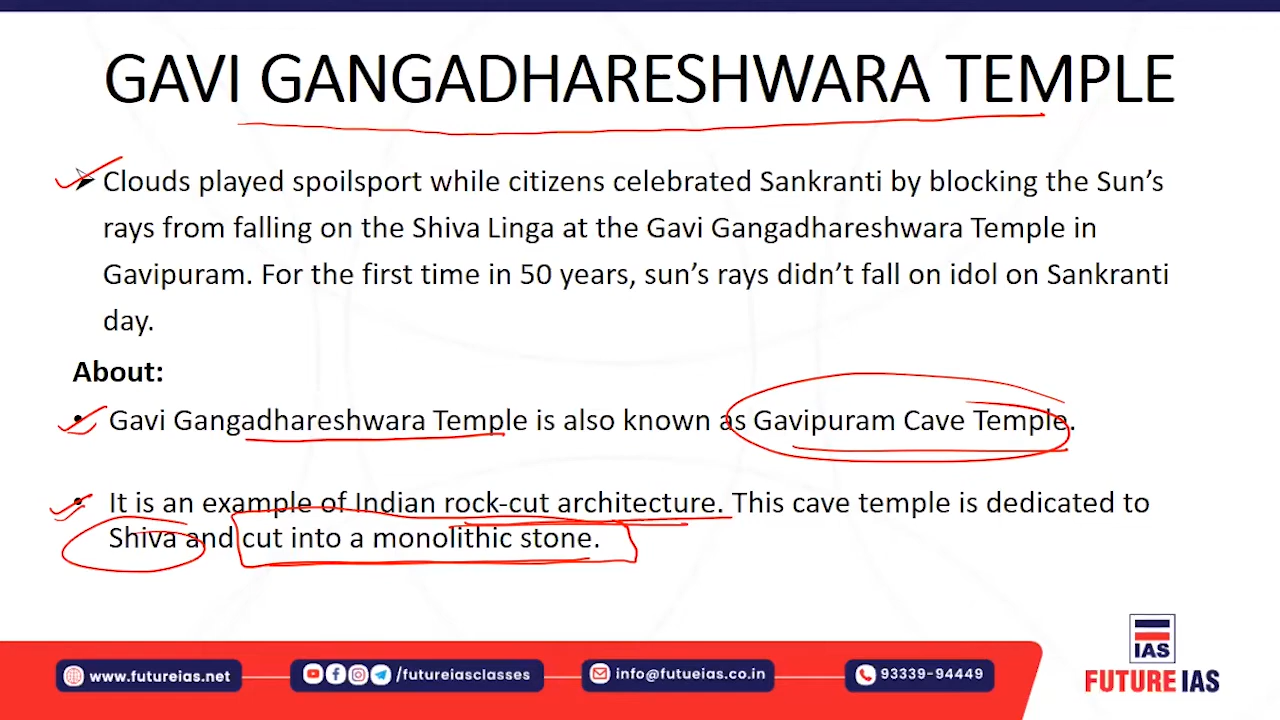 GAVI GANGADHARESHWARA TEMPLE
Clouds played spoilsport while citizens celebrated Sankranti by blocking the Sun's
rays from falling on the Shiva Linga at the Gavi Gangadhareshwara Temple in
Gavipuram. For the first time in 50 years, sun's rays didn't fall on idol on Sankranti
day.
About:
• Gavi Gangadhareshwara Temple is also known as Gavipuram Cave Temple.
• It is an example of Indian rock-cut architecture. This cave temple is dedicated to
Shiva and cut into a monolithic stone.
www.futureias.net
/futureiasclasses
info@futueias.co.in
93339-94449
IAS
FUTURE IAS